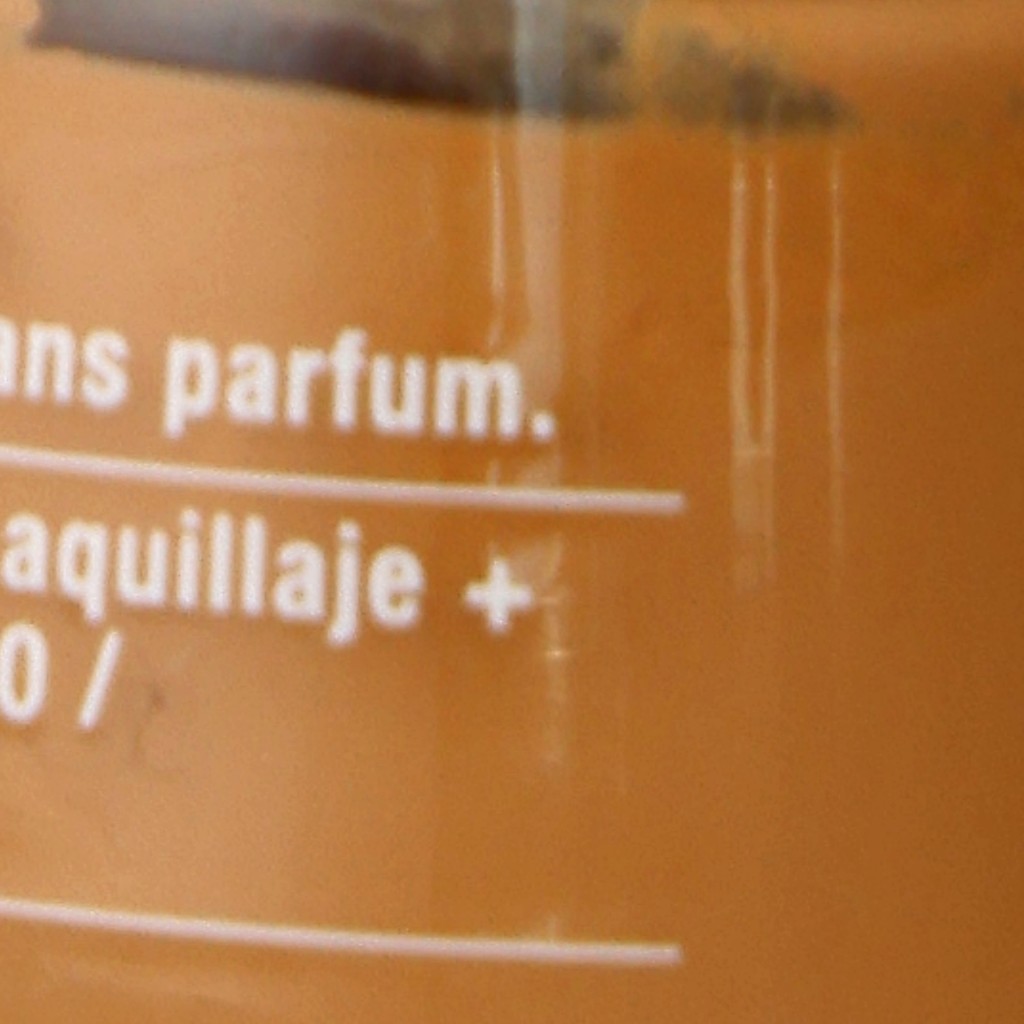 ans parfum.
aquillaje +
0 /